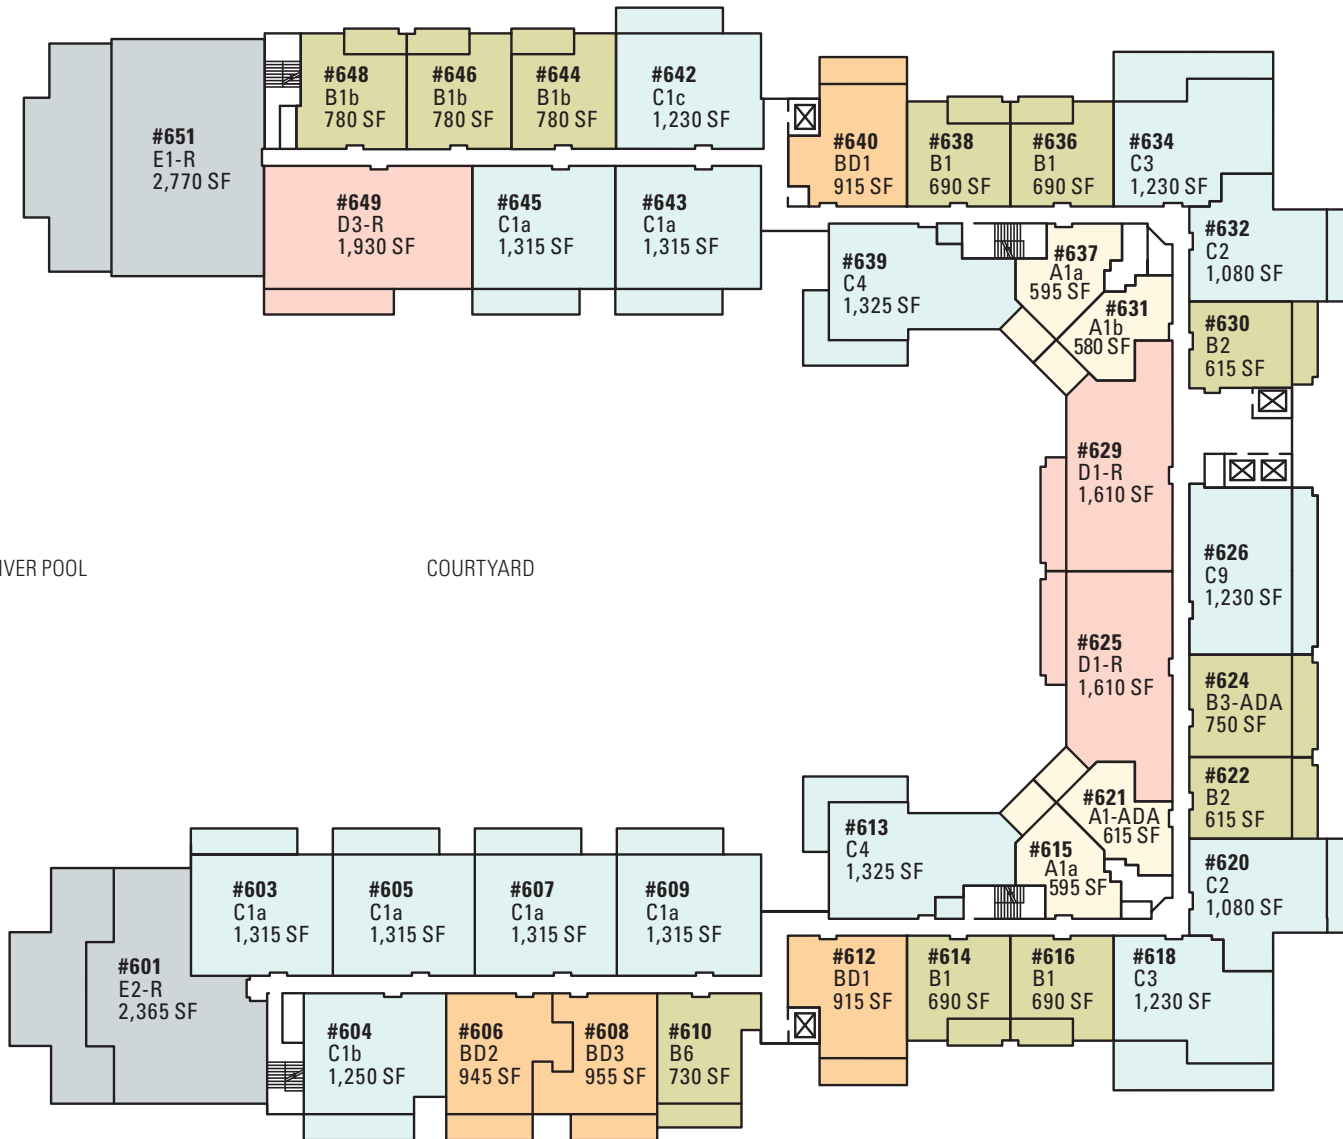 #648
B1b
780 SF
#646
B1b
780 SF
#644
B1b
780 SF
#642
C1c
1,230 SF
#651
E1-R
2,770 SF
#640
BD1
915 SF
#638
B1
690 SF
#636
B1
690 SF
#634
C3
1,230 SF
#649
D3-R
1,930 SF
#645
C1a
1,315 SF
#643
C1a
1,315 SF
#639
C4
1,325 SF
#637
A1a
595 SF
#632
C2
1,080 SF
#631
A1b
580 SF
#630
B2
615 SF
#629
D1-R
1,610 SF
IVER POOL
COURTYARD
#626
C9
1,230 SF
#625
D1-R
1,610 SF
#624
B3-ADA
750 SF
#622
B2
615 SF
#621
A1-ADA
615 SF
#613
C4
1,325 SF
#615
A1a
595 SF
#620
C2
1,080 SF
#603
C1a
1,315 SF
#605
C1a
1,315 SF
#607
C1a
1,315 SF
#609
C1a
1,315 SF
#601
E2-R
2,365 SF
#612
BD1
915 SF
#614
B1
690 SF
#616
B1
690 SF
#618
C3
1,230 SF
#604
C1b
1,250 SF
#606
BD2
945 SF
#608
BD3
955 SF
#610
B6
730 SF